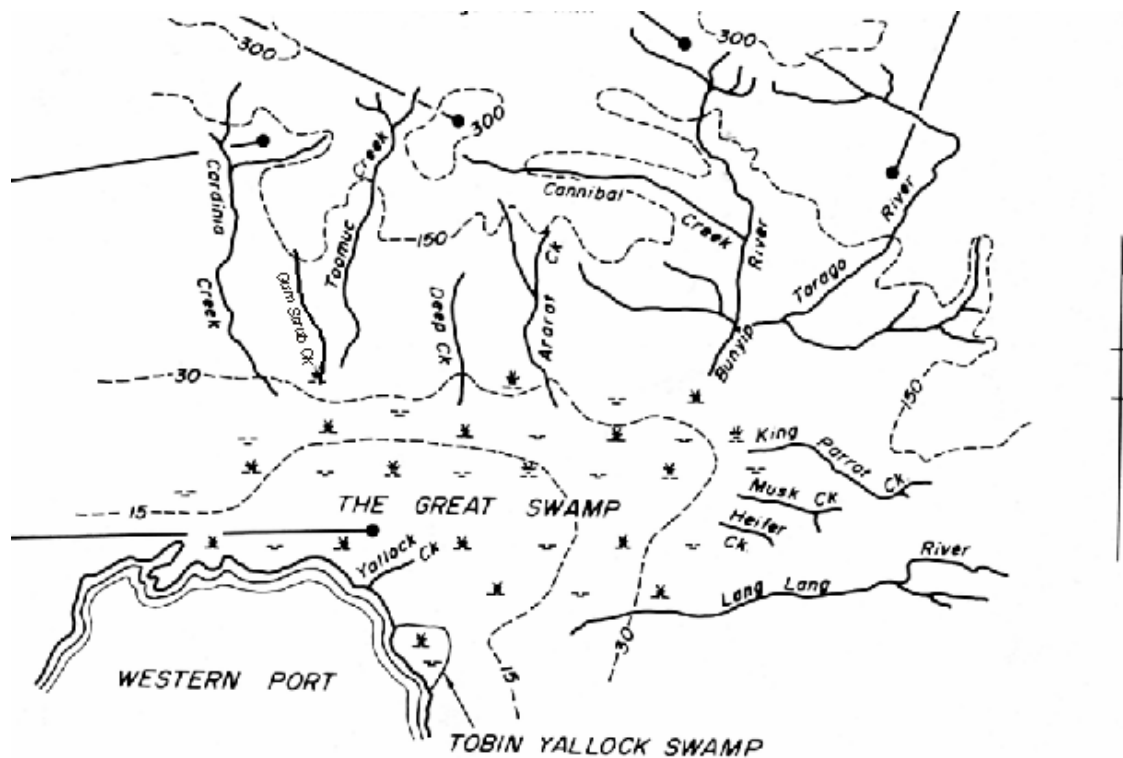 300
300
300
Cardinia
Creek
Toomuc
Creek
Gum Scrub Ck
Cannibal
Creek
River
River
Tarago
Bunyip
150
Deep Ck
Ararat
Ck
30
150
King Parrot Ck
Musk Ck
Heifer
Ck.
15
THE GREAT SWAMP
Yallock
Ck
Lang Lang
River
30
15
WESTERN PORT
TOBIN YALLOCK SWAMP